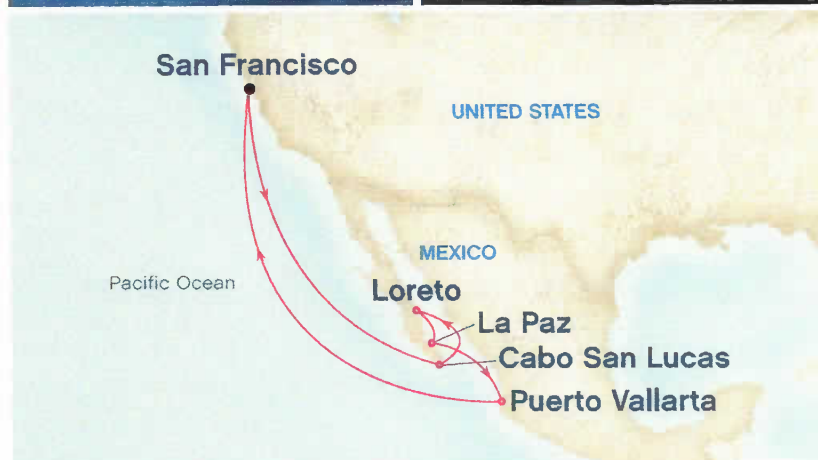 San Francisco
UNITED STATES
MEXICO
Pacific Ocean
Loreto
La Paz
Cabo San Lucas
Puerto Vallarta